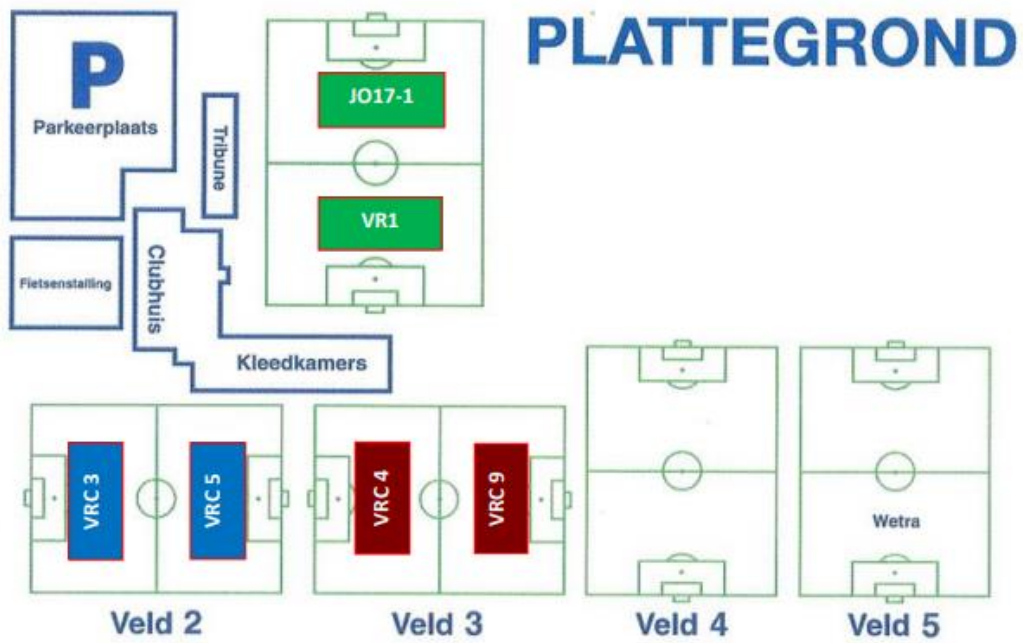 PLATTEGROND
P
Parkeerplaats
Tribune
JO17-1
VR1
Fietsenstalling
Clubhuis
Kleedkamers
VRC 3
VRC 5
VRC 4
VRC 9
Wetra
Veld 2
Veld 3
Veld 4
Veld 5